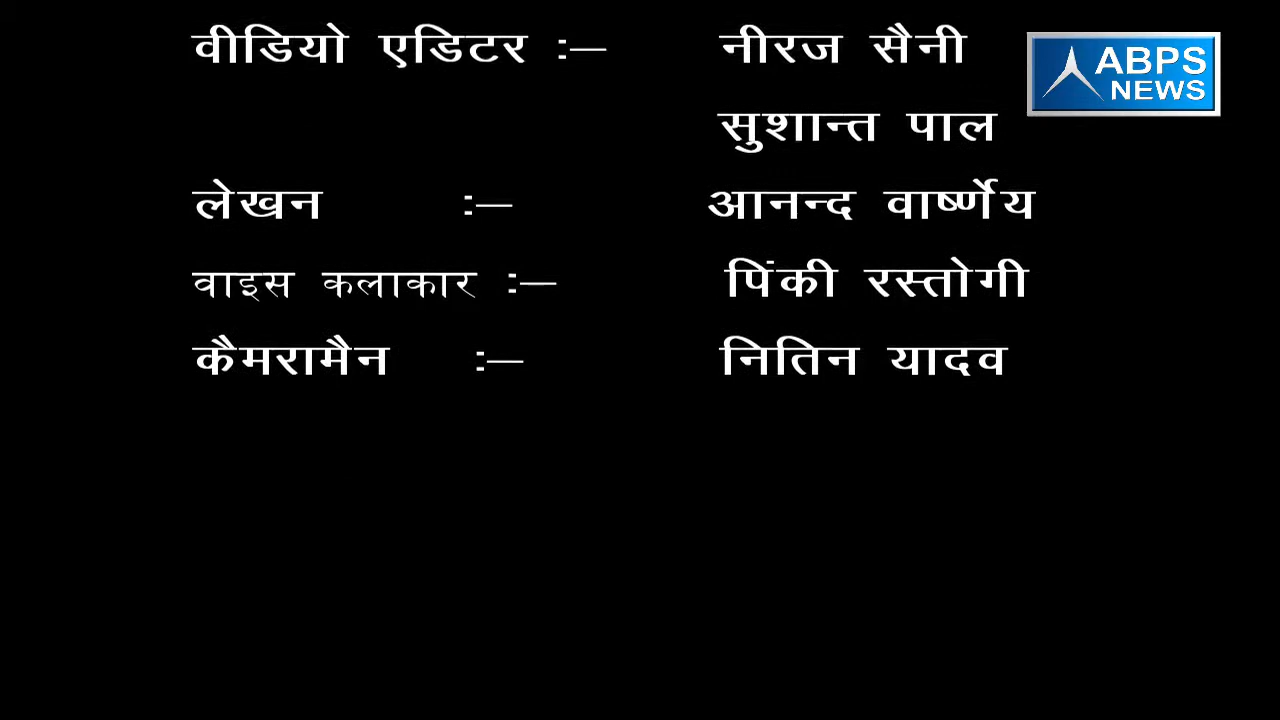 वीडियो एडिटर :– नीरज सैनी
ABPS
NEWS
सुशान्त पाल
लेखन :– आनन्द वार्ष्णेय
वाइस कलाकार :– पिंकी रस्तोगी
कैमरामैन :– नितिन यादव